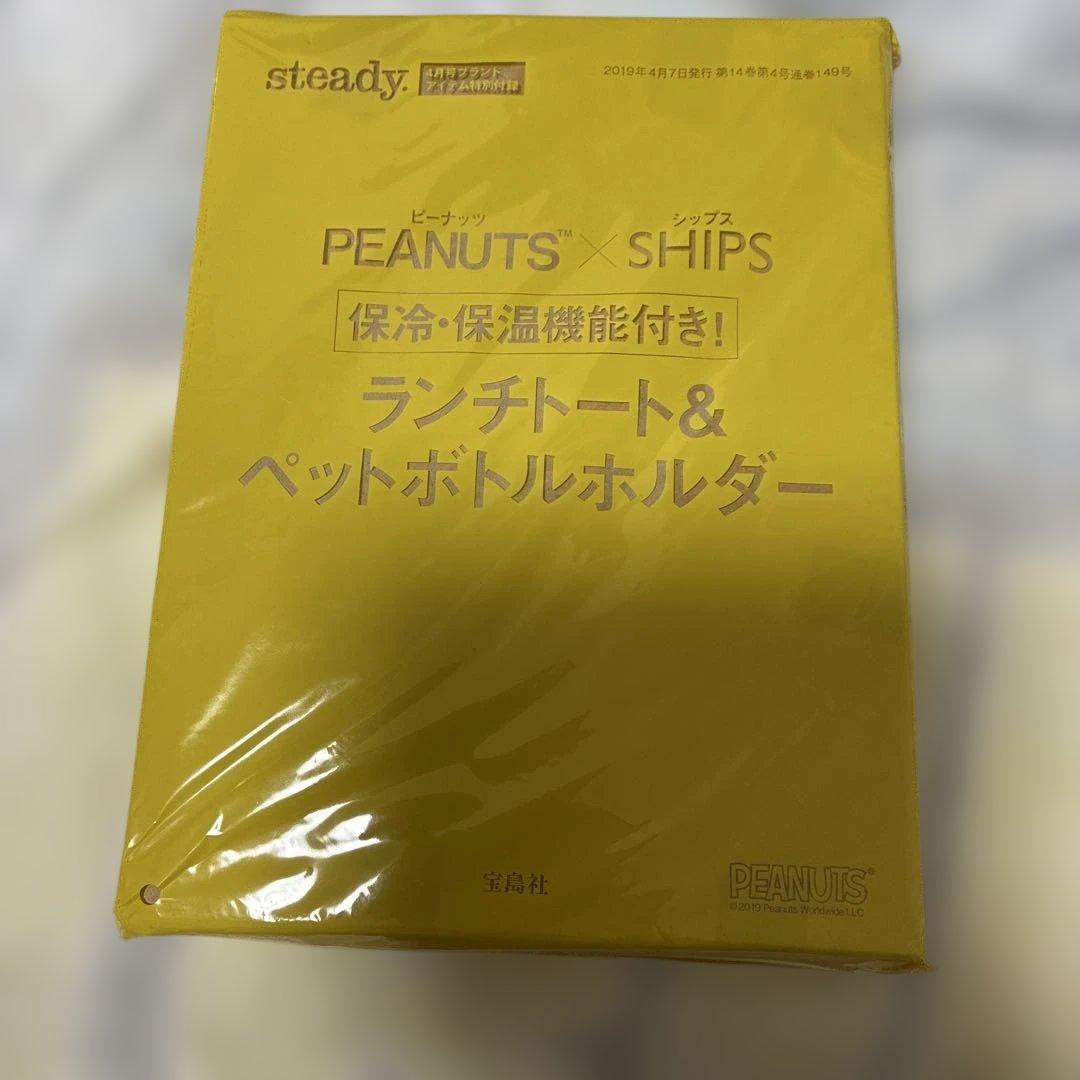 steady.
4月号ブランド
アイテム特別付録
2019年4月7日発行 第14巻第4号通巻149号
ピーナッツ シップス
PEANUTS™×SHIPS
保冷・保温機能付き!
ランチトート&
ペットボトルホルダー
宝島社
PEANUTS®
©2019 Peanuts Worldwide LLC